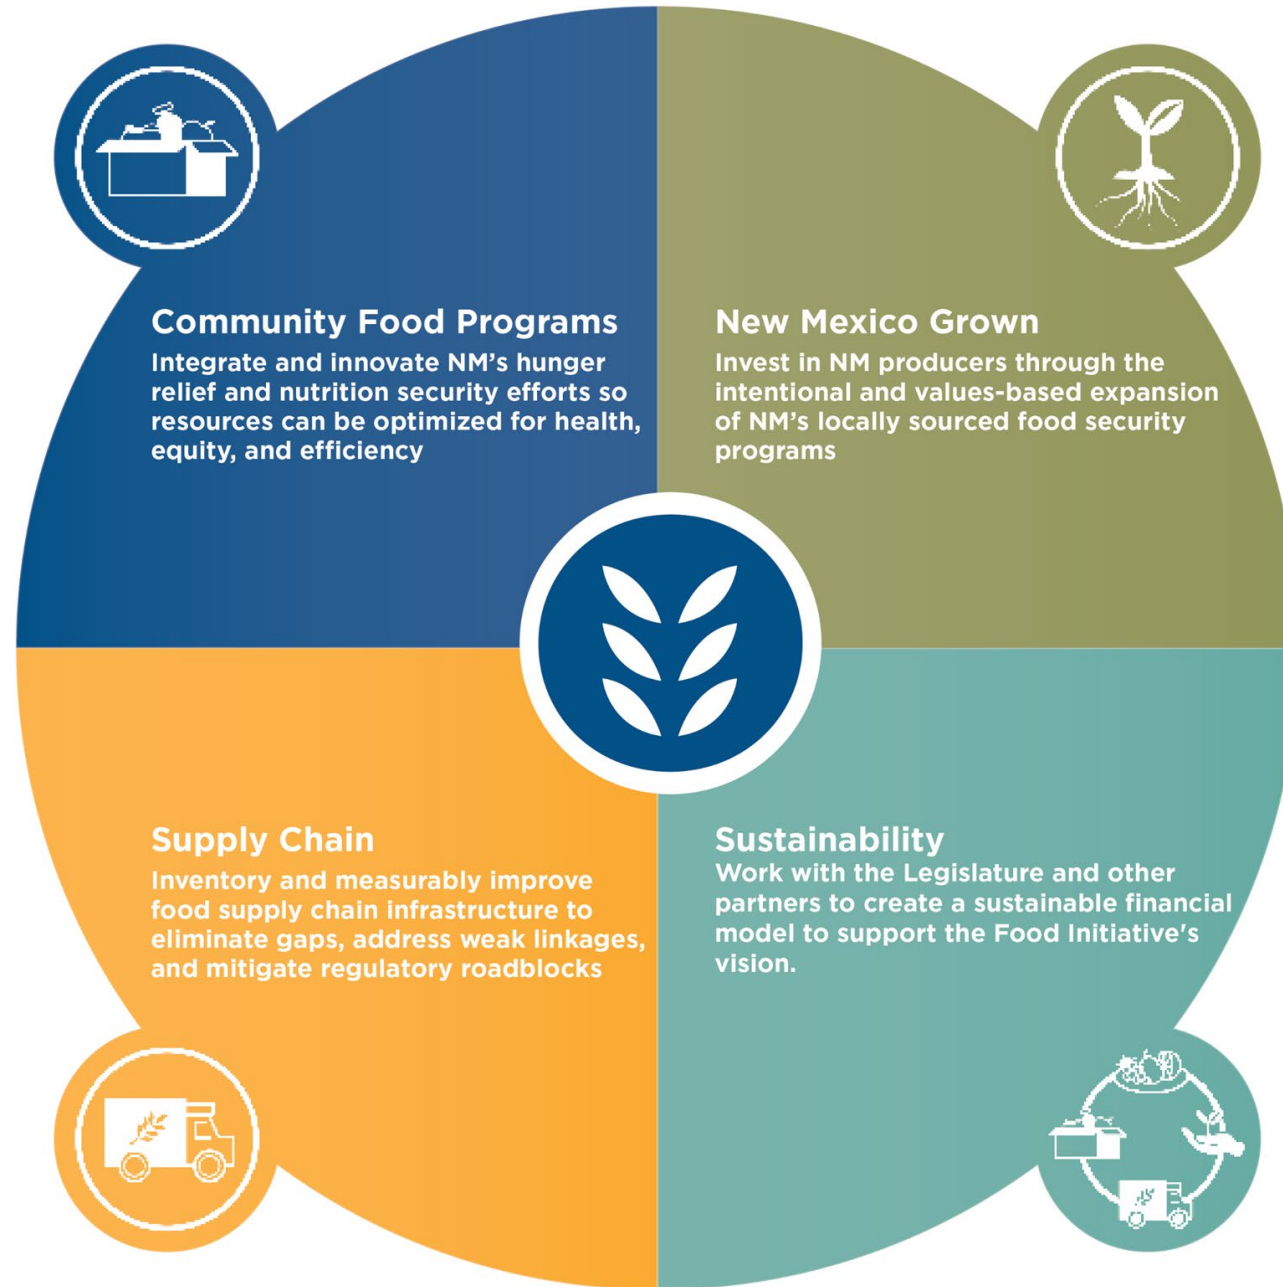 Community Food Programs
Integrate and innovate NM’s hunger
relief and nutrition security efforts so
resources can be optimized for health,
equity, and efficiency
New Mexico Grown
Invest in NM producers through the
intentional and values-based expansion
of NM’s locally sourced food security
programs
Supply Chain
Inventory and measurably improve
food supply chain infrastructure to
eliminate gaps, address weak linkages,
and mitigate regulatory roadblocks
Sustainability
Work with the Legislature and other
partners to create a sustainable financial
model to support the Food Initiative's
vision.